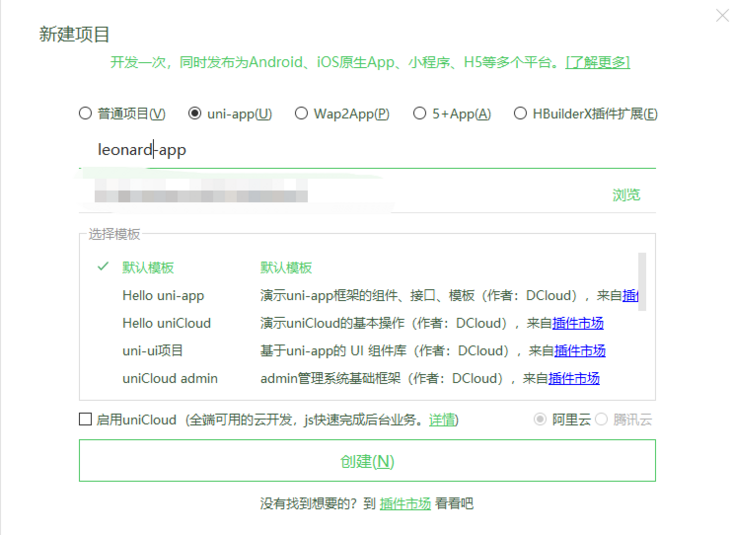 新建项目
开发一次，同时发布为Android、iOS原生App、小程序、H5等多个平台。[了解更多]
普通项目(V) uni-app(U) Wap2App(P) 5+App(A) HBuilderX插件扩展(E)
leonard-app
浏览
选择模板
默认模板 默认模板
Hello uni-app 演示uni-app框架的组件、接口、模板（作者：DCloud），来自插件
Hello uniCloud 演示uniCloud的基本操作（作者：DCloud），来自插件市场
uni-ui项目 基于uni-app的 UI 组件库（作者：DCloud），来自插件市场
uniCloud admin admin管理系统基础框架（作者：DCloud），来自插件市场
启用uniCloud（全端可用的云开发，js快速完成后台业务。详情) 阿里云 腾讯云
创建(N)
没有找到想要的？到 插件市场 看看吧